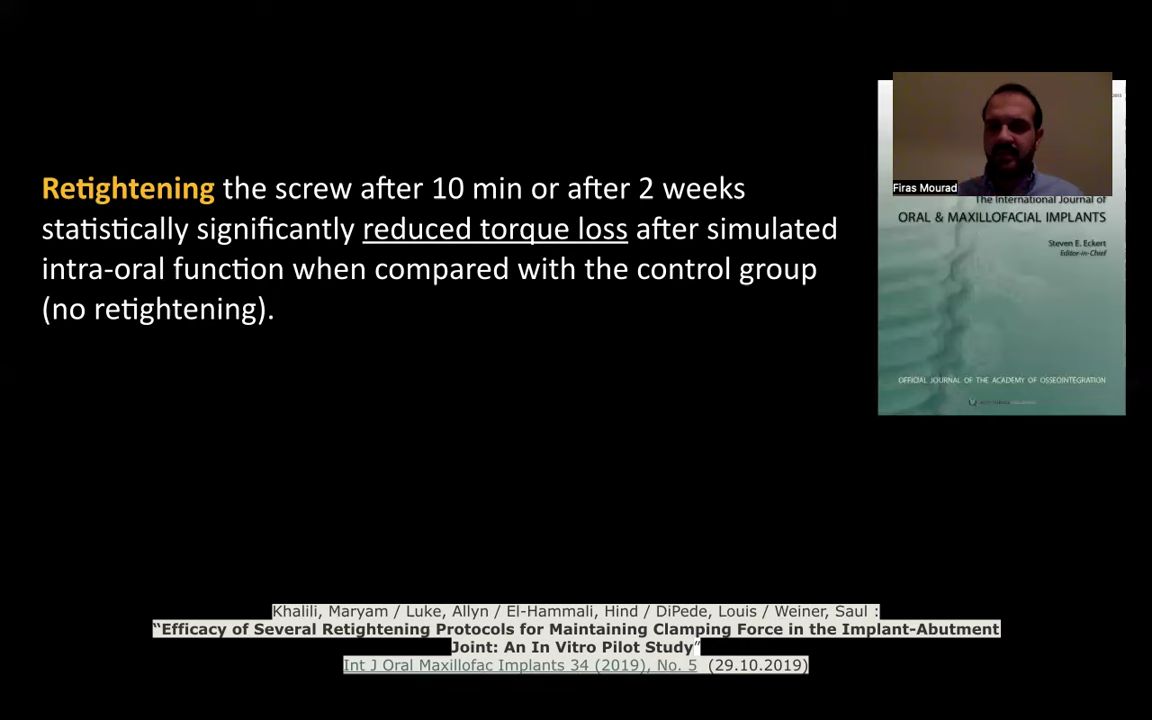 Retightening the screw after 10 min or after 2 weeks
statistically significantly reduced torque loss after simulated
intra-oral function when compared with the control group
(no retightening).
Firas Mourad
The International Journal of
ORAL & MAXILLOFACIAL IMPLANTS
Steven E. Eckert
Editor-in-Chief
OFFICIAL JOURNAL OF THE ACADEMY OF OSSEOINTEGRATION
Khalili, Maryam / Luke, Allyn / El-Hammali, Hind / DiPede, Louis / Weiner, Saul :
“Efficacy of Several Retightening Protocols for Maintaining Clamping Force in the Implant-Abutment
Joint: An In Vitro Pilot Study”
Int J Oral Maxillofac Implants 34 (2019), No. 5 (29.10.2019)